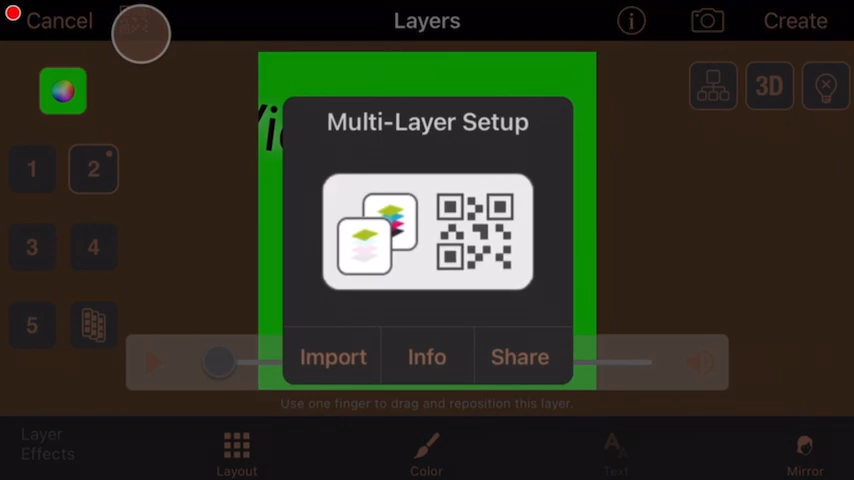 Cancel
Layers
i
Create
3D
Vi
Multi-Layer Setup
1
2
3
4
5
Import
Info
Share
Use one finger to drag and reposition this layer.
Layer
Effects
Layout
Color
Text
Mirror